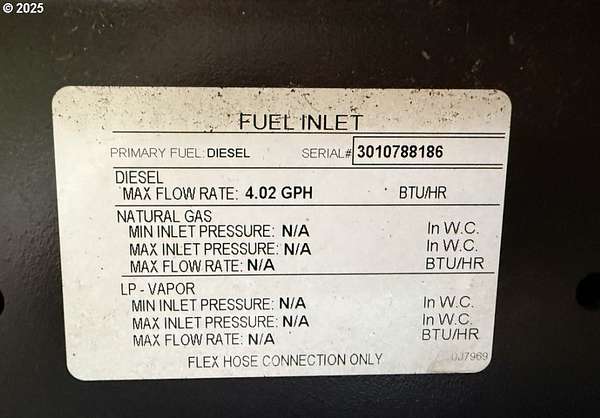 © 2025
FUEL INLET
PRIMARY FUEL: DIESEL SERIAL# 3010788186
DIESEL
MAX FLOW RATE: 4.02 GPH BTU/HR
NATURAL GAS
MIN INLET PRESSURE: N/A In W.C.
MAX INLET PRESSURE: N/A In W.C.
MAX FLOW RATE: N/A BTU/HR
LP - VAPOR
MIN INLET PRESSURE: N/A In W.C.
MAX INLET PRESSURE: N/A In W.C.
MAX FLOW RATE: N/A BTU/HR
FLEX HOSE CONNECTION ONLY 0J7969